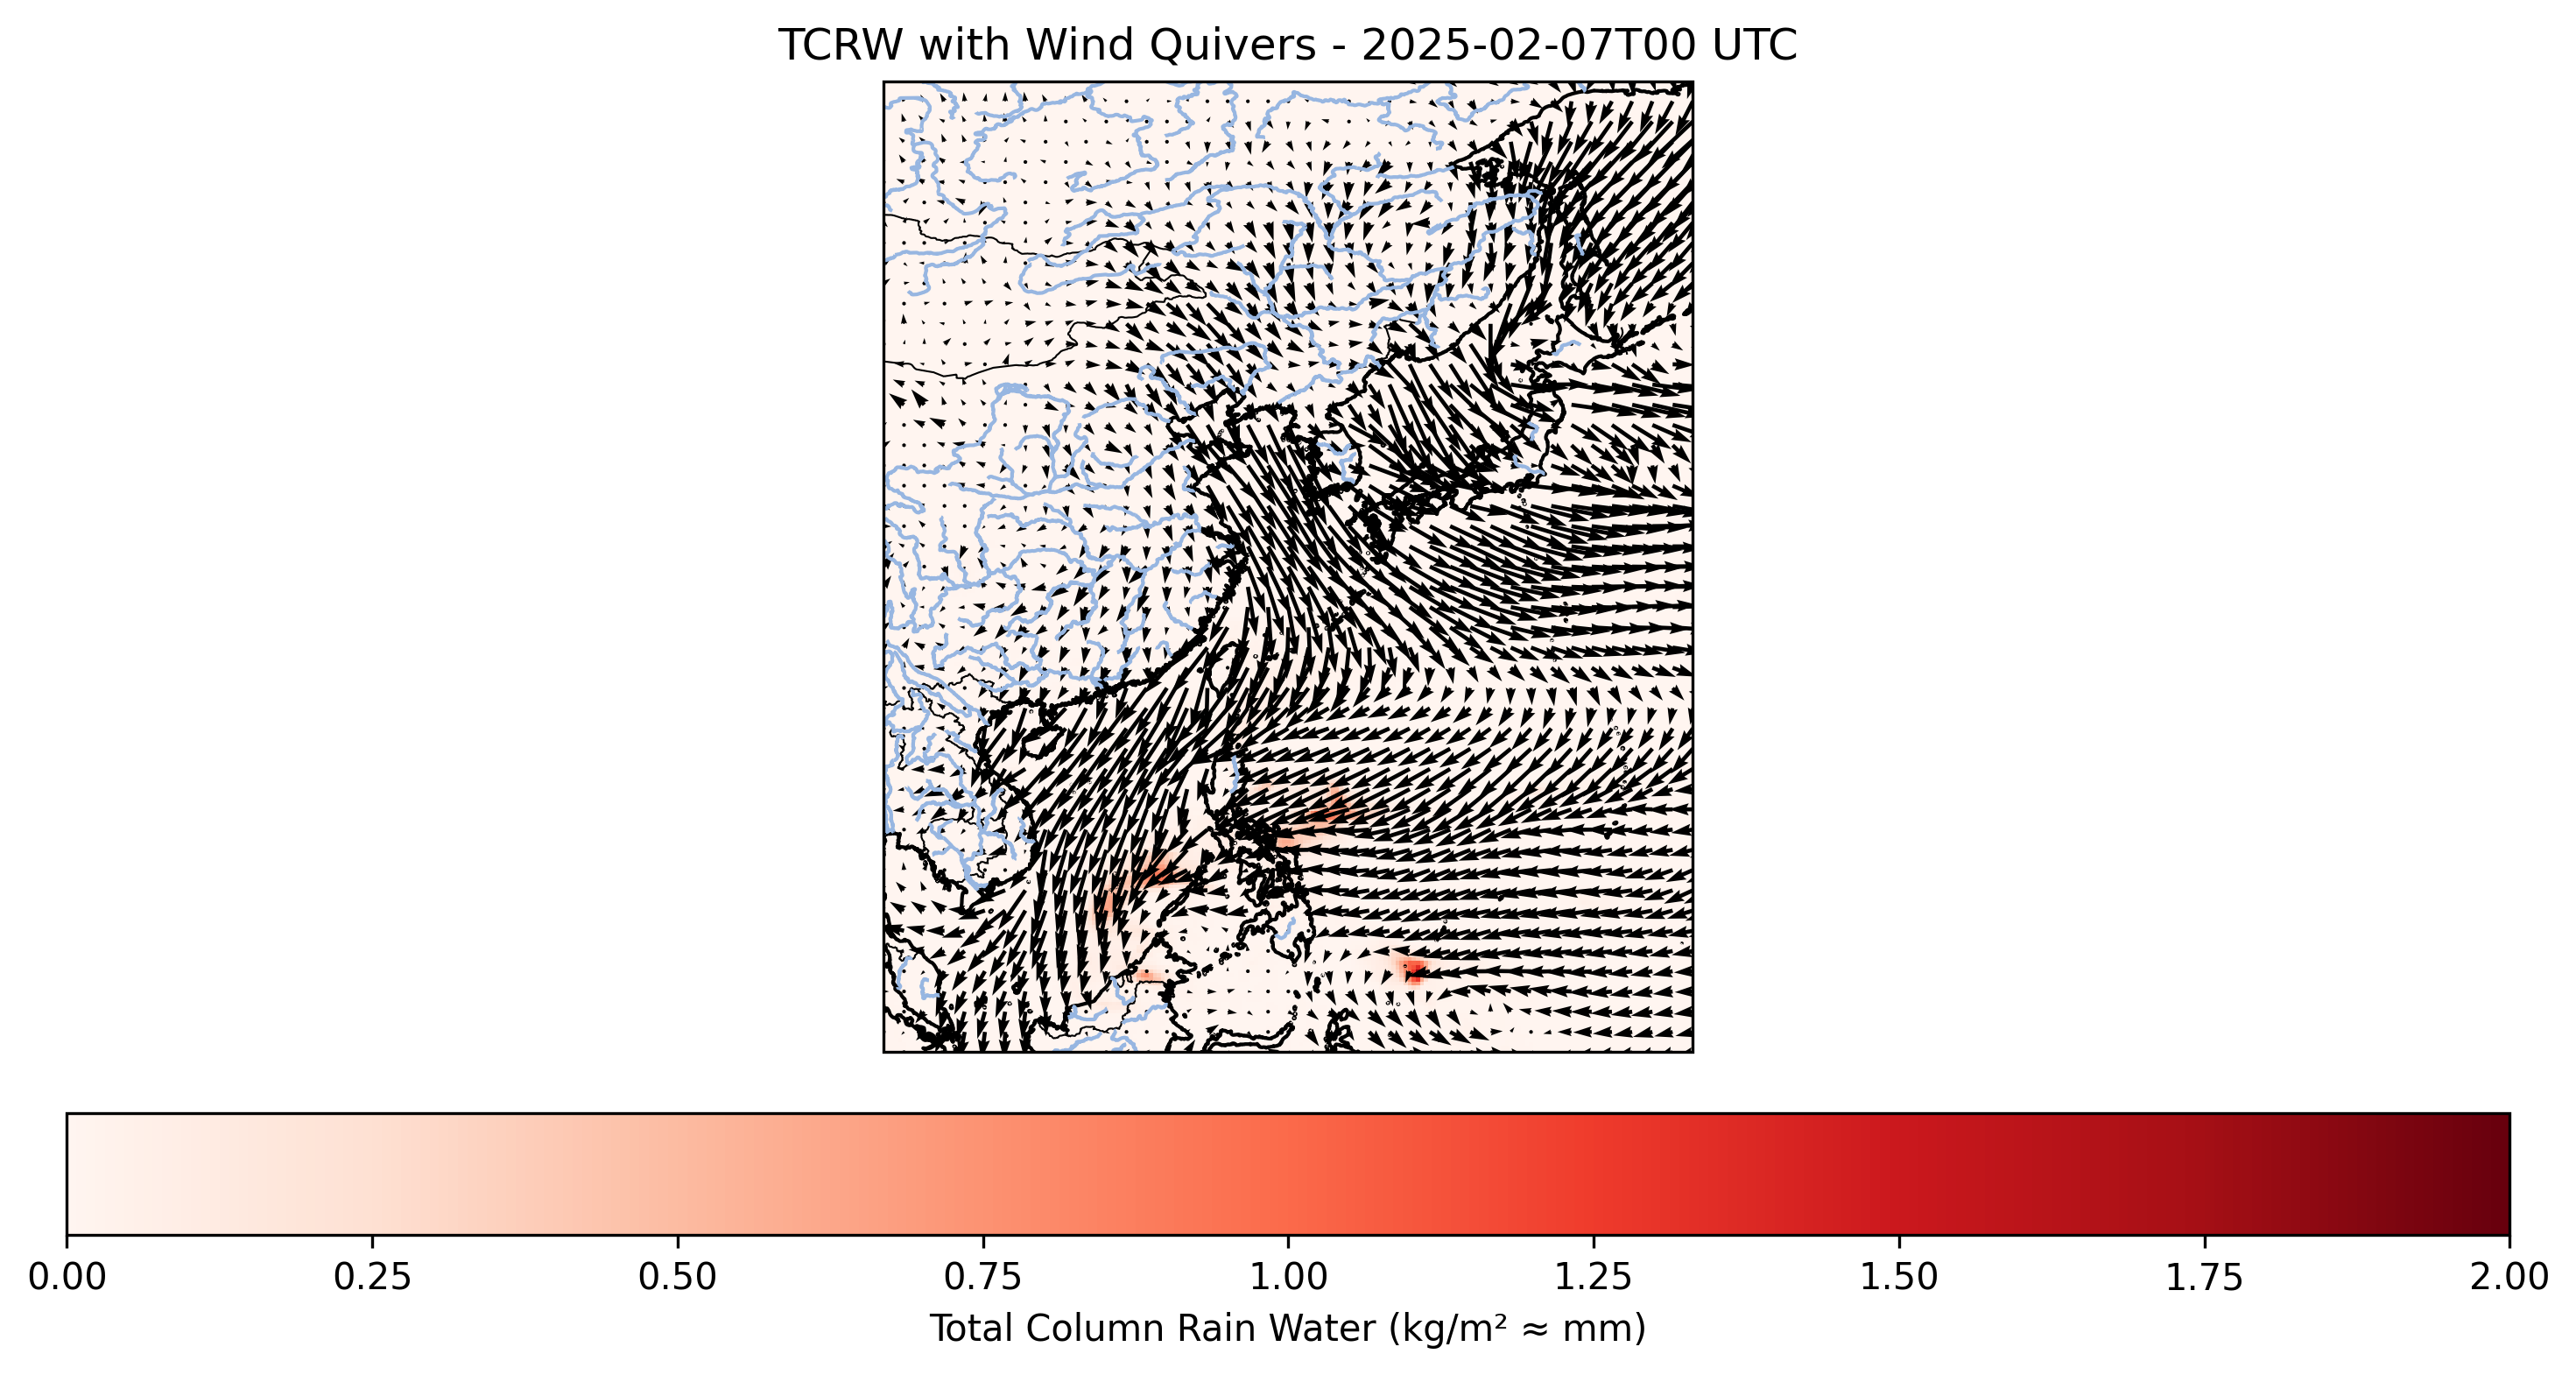 TCRW with Wind Quivers - 2025-02-07T00 UTC
0.00 0.25 0.50 0.75 1.00 1.25 1.50 1.75 2.00
Total Column Rain Water (kg/m² ≈ mm)